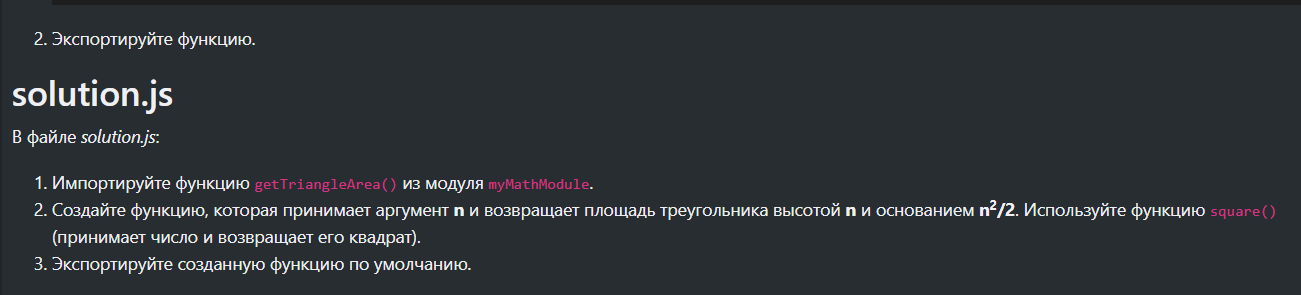 2. Экспортируйте функцию.
solution.js
В файле solution.js:
1. Импортируйте функцию getTriangleArea() из модуля myMathModule.
2. Создайте функцию, которая принимает аргумент n и возвращает площадь треугольника высотой n и основанием n²/2. Используйте функцию square()
(принимает число и возвращает его квадрат).
3. Экспортируйте созданную функцию по умолчанию.